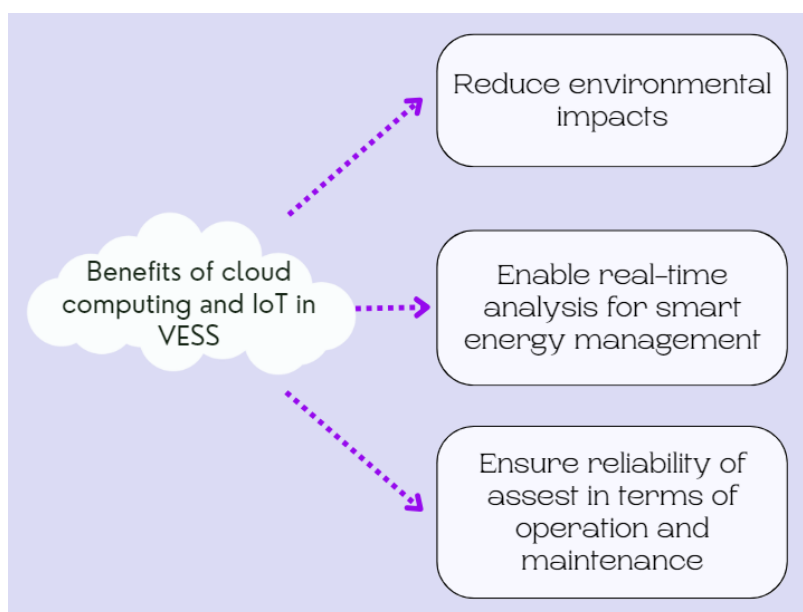 Reduce environmental
impacts
Benefits of cloud
computing and IoT in
VESS
Enable real-time
analysis for smart
energy management
Ensure reliability of
assest in terms of
operation and
maintenance